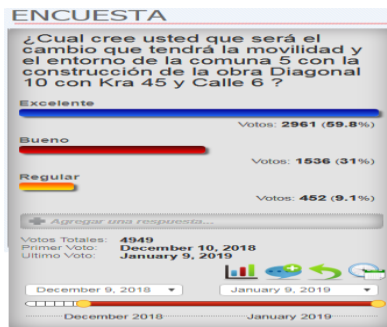 ENCUESTA
¿Cual cree usted que será el
cambio que tendrá la movilidad y
el entorno de la comuna 5 con la
construcción de la obra Diagonal
10 con Kra 45 y Calle 6 ?
Excelente
Votos: 2961 (59.8%)
Bueno
Votos: 1536 (31%)
Regular
Votos: 452 (9.1%)
Agregar una respuesta...
Votos Totales: 4949
Primer Voto: December 10, 2018
Ultimo Voto: January 9, 2019
December 9, 2018
January 9, 2019
December 2018
January 2019